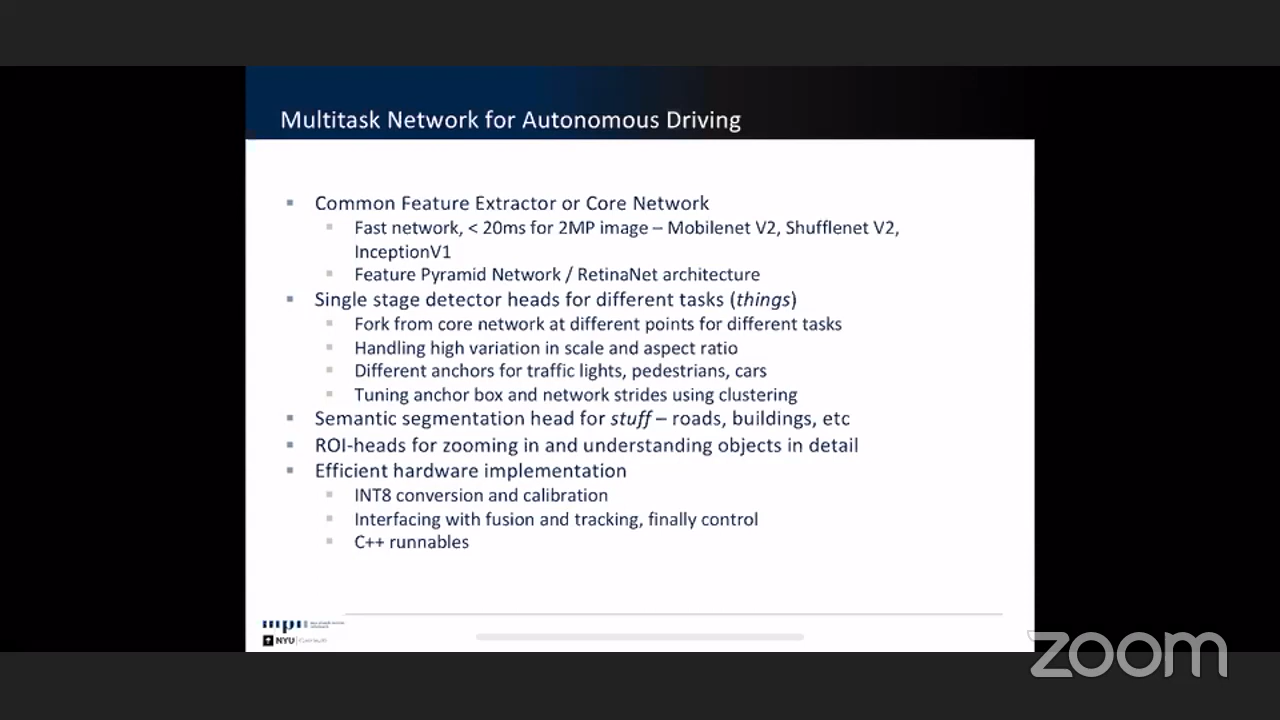 Multitask Network for Autonomous Driving
Common Feature Extractor or Core Network
Fast network, < 20ms for 2MP image – Mobilenet V2, Shufflenet V2,
InceptionV1
Feature Pyramid Network / RetinaNet architecture
Single stage detector heads for different tasks (things)
Fork from core network at different points for different tasks
Handling high variation in scale and aspect ratio
Different anchors for traffic lights, pedestrians, cars
Tuning anchor box and network strides using clustering
Semantic segmentation head for stuff – roads, buildings, etc
ROI-heads for zooming in and understanding objects in detail
Efficient hardware implementation
INT8 conversion and calibration
Interfacing with fusion and tracking, finally control
C++ runnables
NYU
zoom